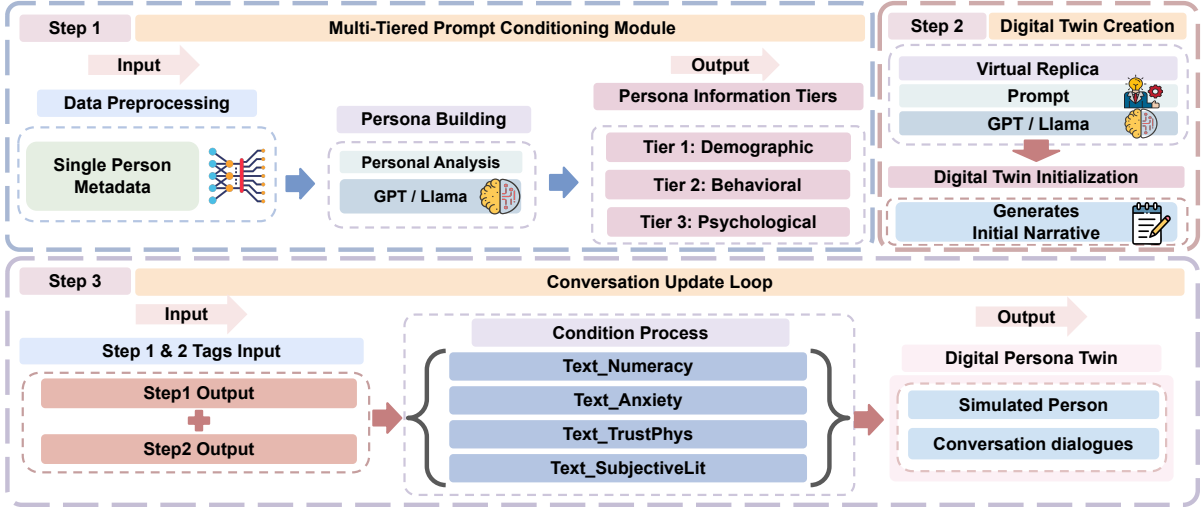 Step 1
Multi-Tiered Prompt Conditioning Module
Input
Data Preprocessing
Single Person
Metadata
Persona Building
Personal Analysis
GPT / Llama
Output
Persona Information Tiers
Tier 1: Demographic
Tier 2: Behavioral
Tier 3: Psychological
Step 2
Digital Twin Creation
Virtual Replica
Prompt
GPT / Llama
Digital Twin Initialization
Generates
Initial Narrative
Step 3
Conversation Update Loop
Input
Step 1 & 2 Tags Input
Step1 Output
Step2 Output
Condition Process
Text_Numeracy
Text_Anxiety
Text_TrustPhys
Text_SubjectiveLit
Output
Digital Persona Twin
Simulated Person
Conversation dialogues